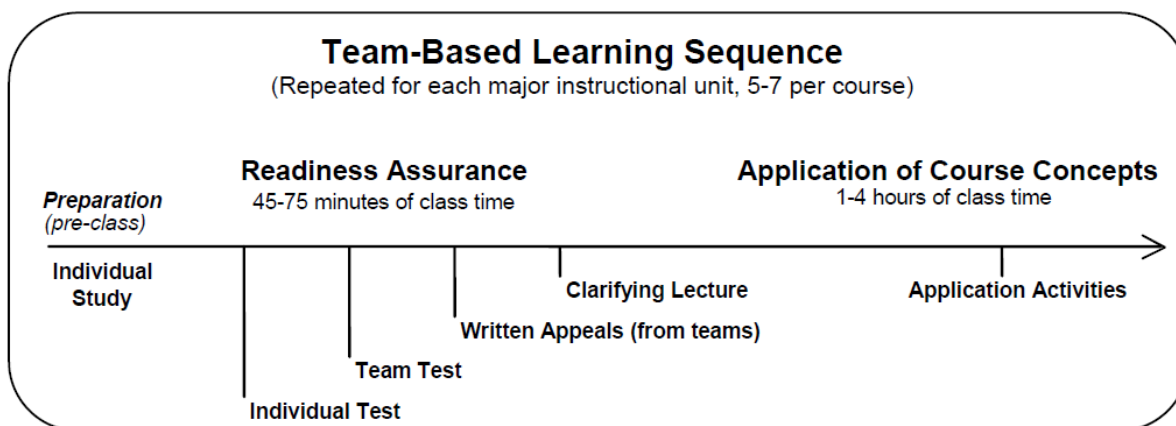 Team-Based Learning Sequence
(Repeated for each major instructional unit, 5-7 per course)
Readiness Assurance
45-75 minutes of class time
Application of Course Concepts
1-4 hours of class time
Preparation
(pre-class)
Individual
Study
Clarifying Lecture
Application Activities
Written Appeals (from teams)
Team Test
Individual Test